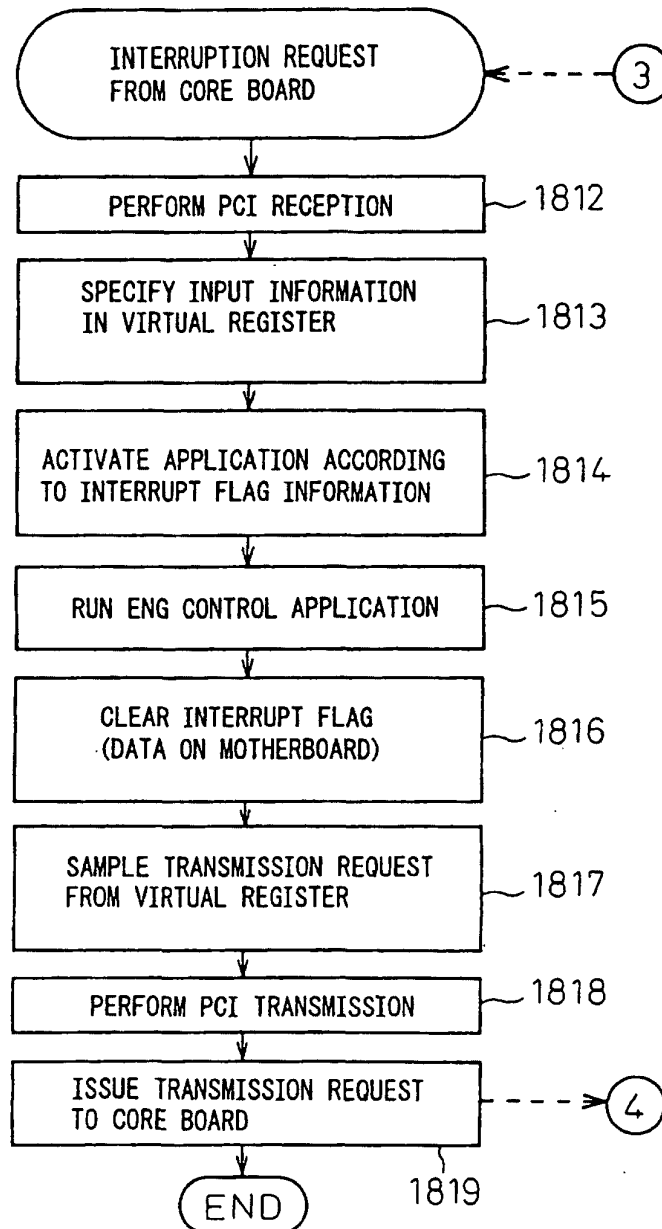 INTERRUPTION REQUEST
FROM CORE BOARD
3
PERFORM PCI RECEPTION
1812
SPECIFY INPUT INFORMATION
IN VIRTUAL REGISTER
1813
ACTIVATE APPLICATION ACCORDING
TO INTERRUPT FLAG INFORMATION
1814
RUN ENG CONTROL APPLICATION
1815
CLEAR INTERRUPT FLAG
(DATA ON MOTHERBOARD)
1816
SAMPLE TRANSMISSION REQUEST
FROM VIRTUAL REGISTER
1817
PERFORM PCI TRANSMISSION
1818
ISSUE TRANSMISSION REQUEST
TO CORE BOARD
4
1819
END